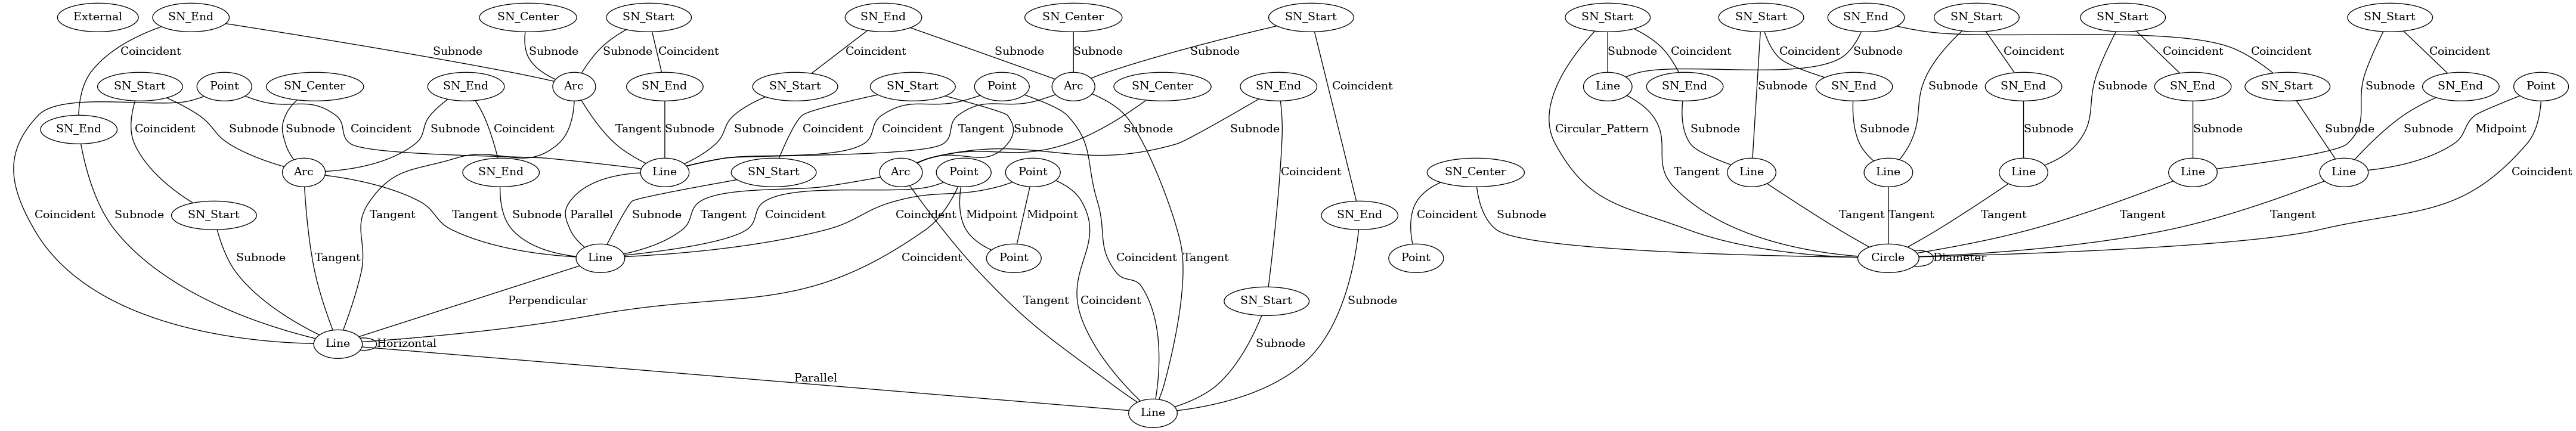 External SN_End SN_Center SN_Start SN_End SN_Center SN_Start SN_Start SN_Start SN_End SN_Start SN_Start SN_Start
Coincident Subnode Subnode Subnode Coincident Coincident Subnode Subnode Subnode Subnode Coincident Subnode Coincident Coincident Coincident Coincident Coincident
SN_Start Point SN_Center SN_End Arc SN_End SN_Start SN_Start Point Arc SN_Center SN_End Coincident Line SN_End Subnode SN_End Subnode SN_End Subnode SN_End SN_Start Subnode SN_End Point
SN_End Coincident Subnode Subnode Coincident Subnode Coincident Tangent Subnode Subnode Coincident Coincident Tangent Subnode Subnode Subnode Circular_Pattern Subnode Subnode Subnode Subnode Subnode Subnode Midpoint
Arc SN_End Line SN_Start Arc Point Point Coincident SN_Center Tangent Line Line Line Line Line Coincident
Coincident Subnode SN_Start Tangent Tangent Subnode Parallel Subnode Tangent Coincident Coincident Midpoint Midpoint SN_End Coincident Subnode Tangent Tangent Tangent Tangent Tangent
Subnode Tangent Line Coincident Point Coincident Tangent Point Circle Diameter
Perpendicular Tangent Coincident SN_Start Subnode
Line Horizontal Subnode
Parallel
Line